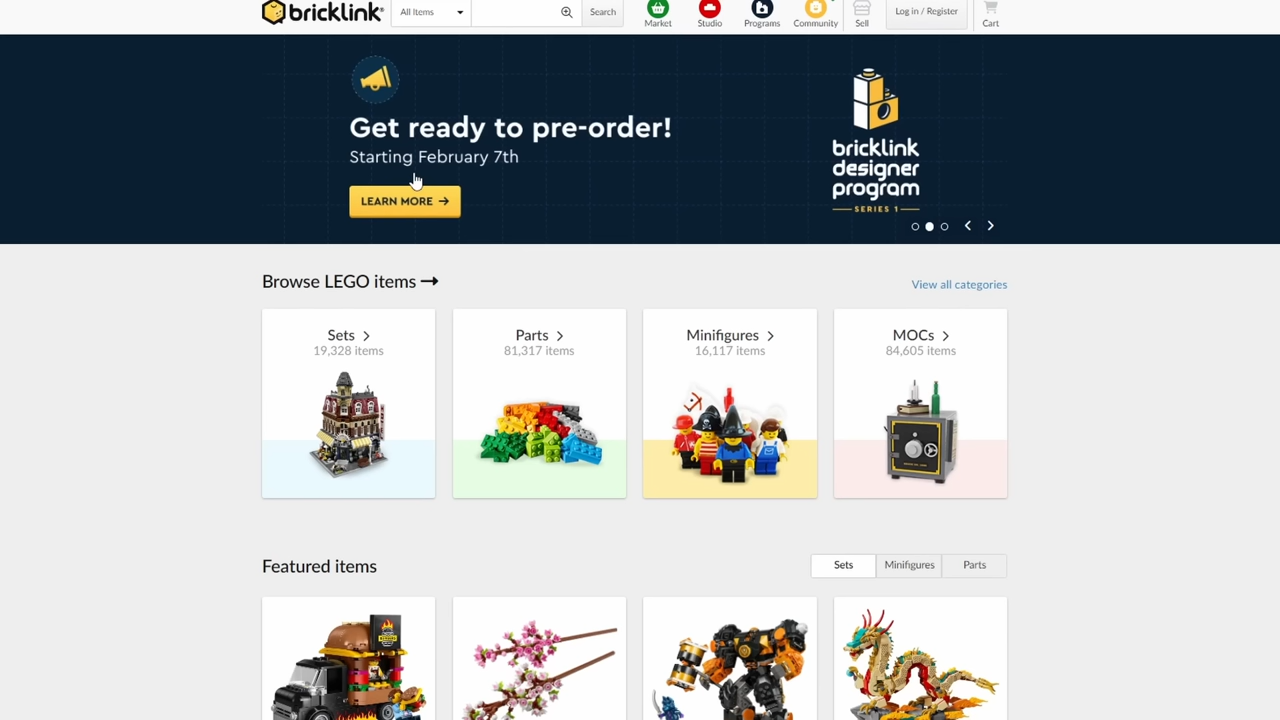 bricklink®
All Items
Search
Market
Studio
Programs
Community
Sell
Log in / Register
Cart
Get ready to pre-order!
Starting February 7th
LEARN MORE →
bricklink
designer
program
SERIES 1
Browse LEGO items →
View all categories
Sets >
19,328 items
Parts >
81,317 items
Minifigures >
16,117 items
MOCs >
84,605 items
Featured items
Sets
Minifigures
Parts